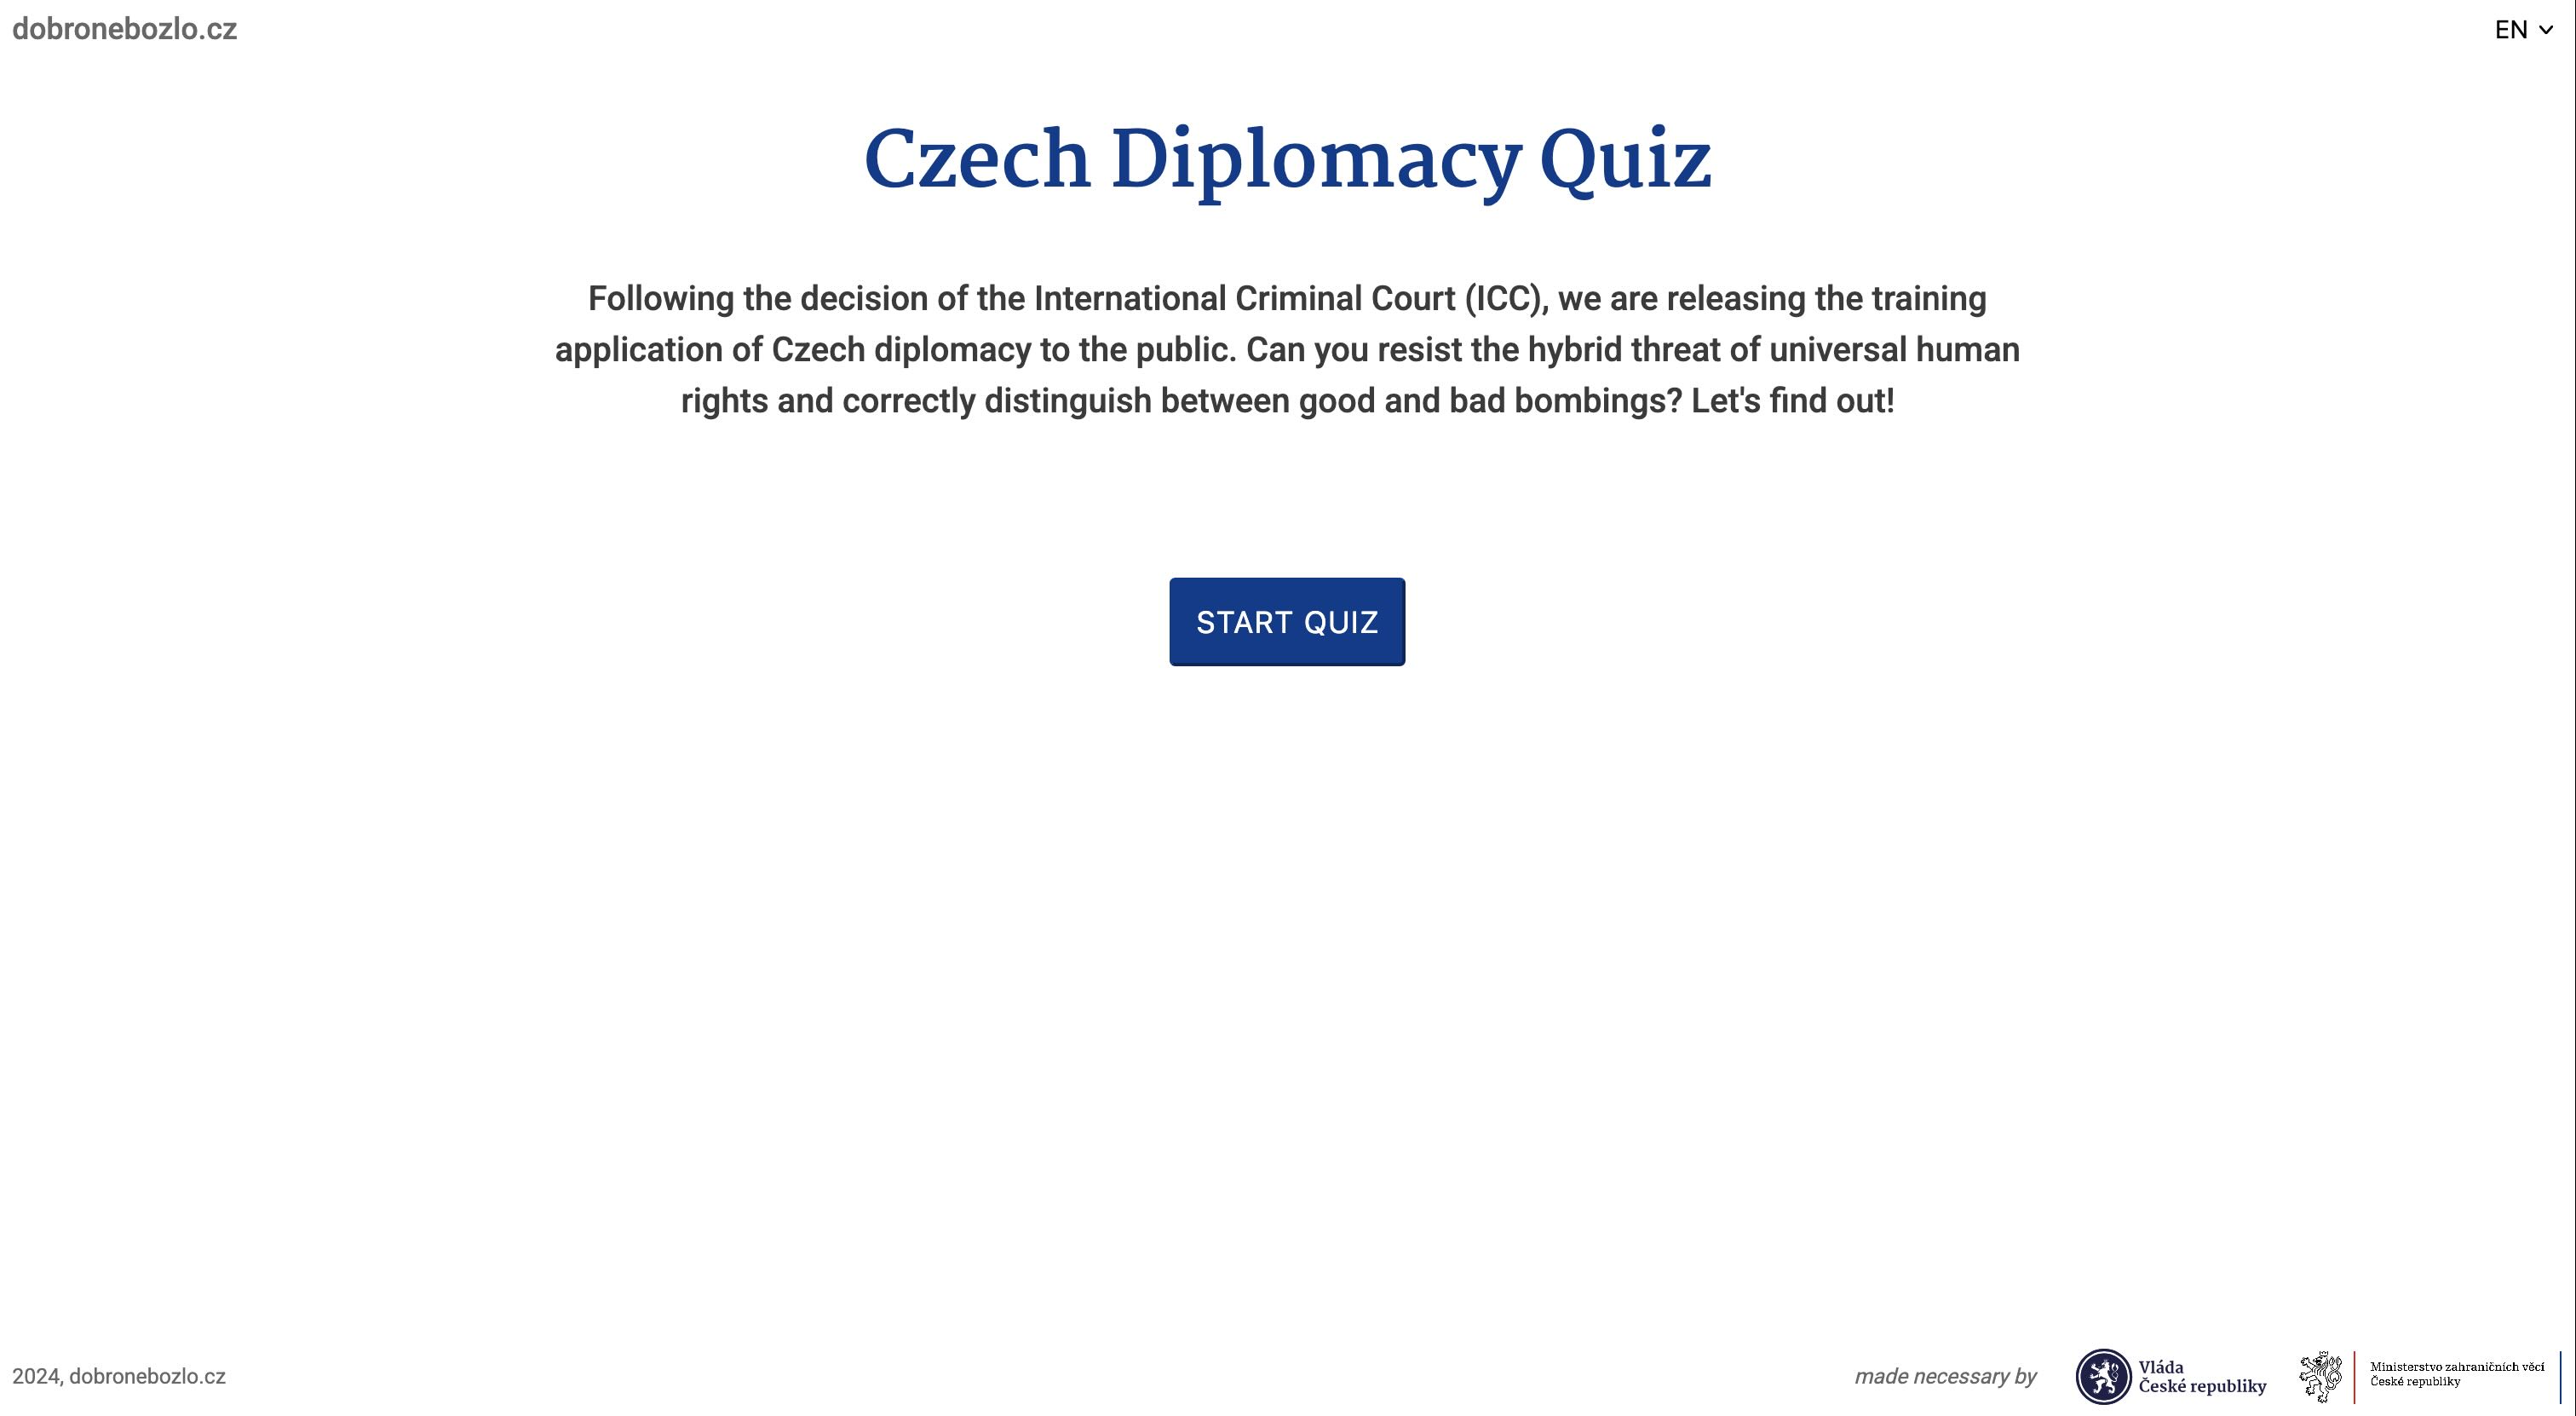 dobronebozlo.cz
EN
Czech Diplomacy Quiz
Following the decision of the International Criminal Court (ICC), we are releasing the training
application of Czech diplomacy to the public. Can you resist the hybrid threat of universal human
rights and correctly distinguish between good and bad bombings? Let's find out!
START QUIZ
2024, dobronebozlo.cz
made necessary by
Vláda
České republiky
Ministerstvo zahraničních věcí
České republiky